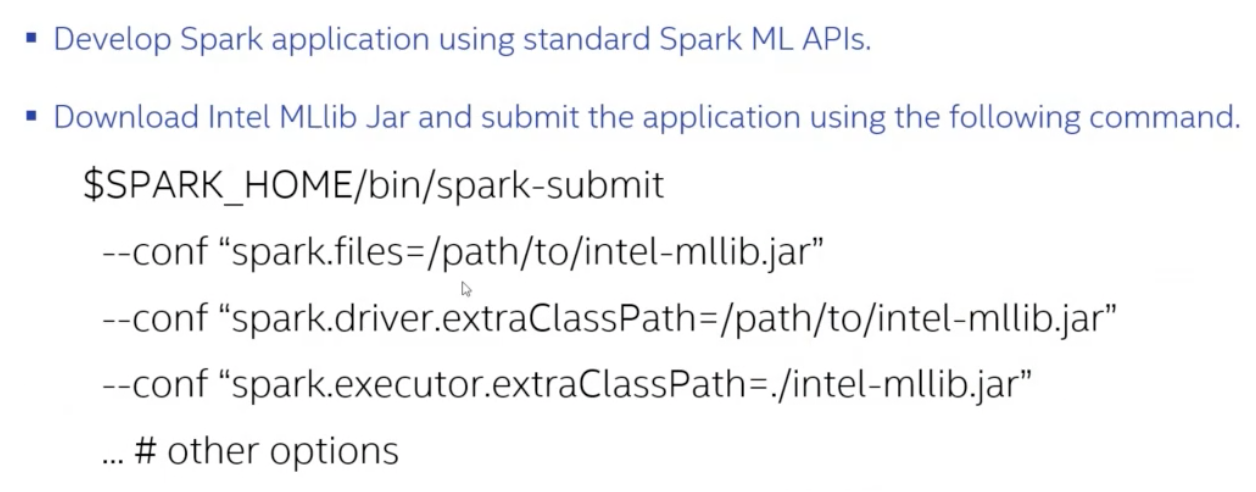 ▪ Develop Spark application using standard Spark ML APIs.
▪ Download Intel MLlib Jar and submit the application using the following command.
$SPARK_HOME/bin/spark-submit
--conf “spark.files=/path/to/intel-mllib.jar”
--conf “spark.driver.extraClassPath=/path/to/intel-mllib.jar”
--conf “spark.executor.extraClassPath=./intel-mllib.jar”
... # other options